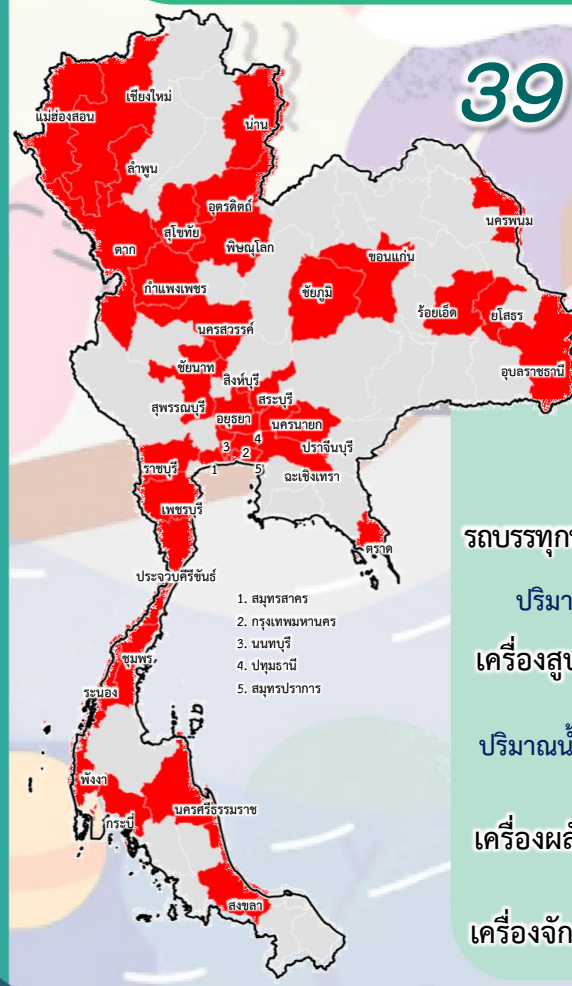 39
แม่ฮ่องสอน
เชียงใหม่
น่าน
ลำพูน
อุตรดิตถ์
สุโขทัย
ตาก
พิษณุโลก
นครพนม
ขอนแก่น
กำแพงเพชร
ชัยภูมิ
ร้อยเอ็ด
ยโสธร
นครสวรรค์
ชัยนาท
สิงห์บุรี
อุบลราชธานี
สุพรรณบุรี
สระบุรี
อยุธยา
นครนายก
3
4
2
ปราจีนบุรี
ราชบุรี
1
5
ฉะเชิงเทรา
เพชรบุรี
ตราด
ประจวบคีรีขันธ์
1. สมุทรสาคร
2. กรุงเทพมหานคร
3. นนทบุรี
4. ปทุมธานี
5. สมุทรปราการ
ชุมพร
ระนอง
พังงา
นครศรีธรรมราช
กระบี่
สงขลา
รถบรรทุก
ปริมา
เครื่องสูบ
ปริมาณน้ำ
เครื่องผลั
เครื่องจัก